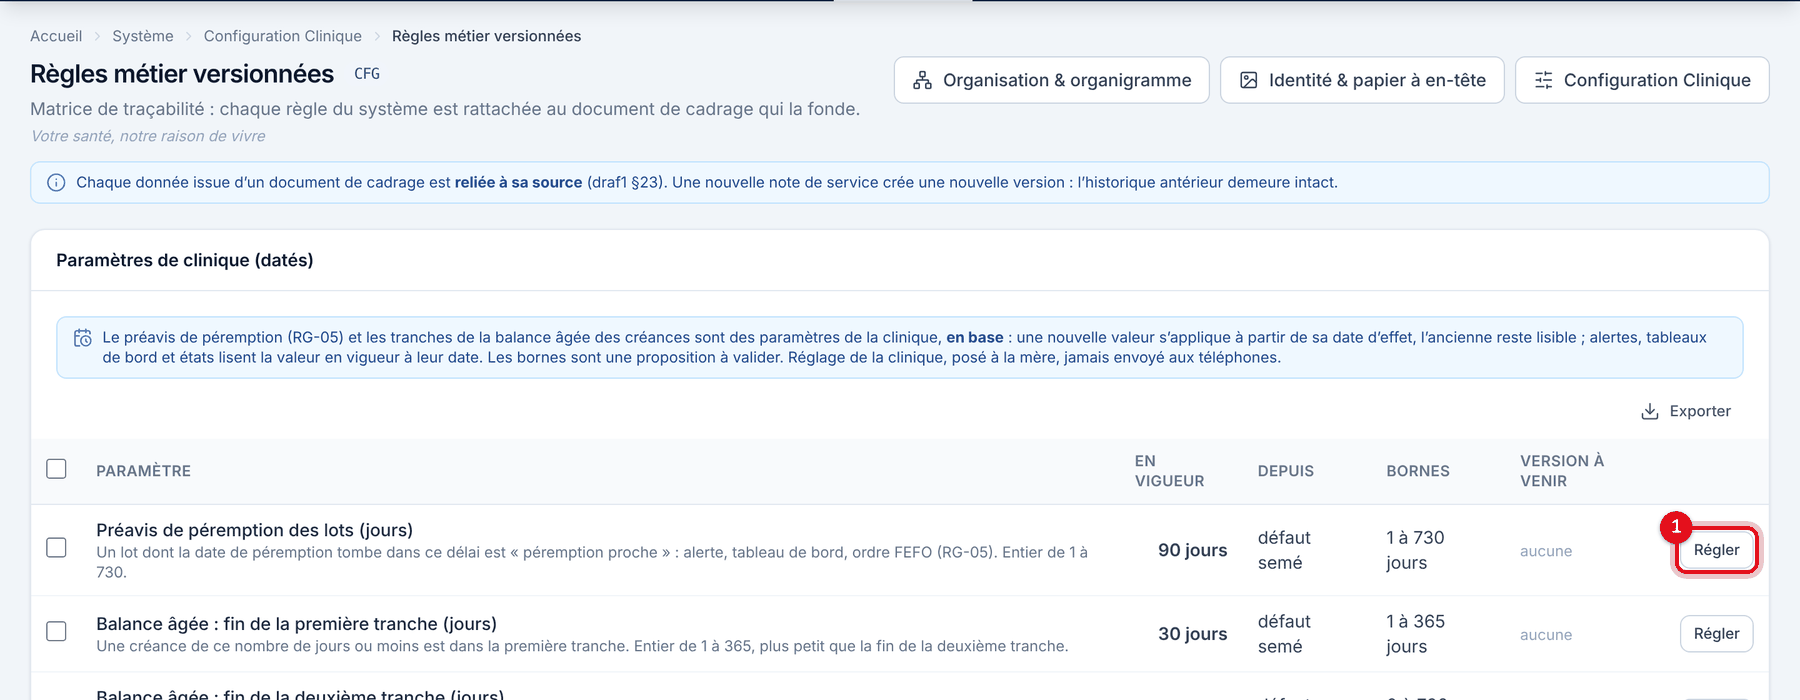 Accueil > Système > Configuration Clinique > Règles métier versionnées
Règles métier versionnées CFG
Organisation & organigramme
Identité & papier à en-tête
Configuration Clinique
Matrice de traçabilité : chaque règle du système est rattachée au document de cadrage qui la fonde.
Votre santé, notre raison de vivre
Chaque donnée issue d’un document de cadrage est reliée à sa source (draf1 §23). Une nouvelle note de service crée une nouvelle version : l’historique antérieur demeure intact.
Paramètres de clinique (datés)
Le préavis de péremption (RG-05) et les tranches de la balance âgée des créances sont des paramètres de la clinique, en base : une nouvelle valeur s’applique à partir de sa date d’effet, l’ancienne reste lisible ; alertes, tableaux
de bord et états lisent la valeur en vigueur à leur date. Les bornes sont une proposition à valider. Réglage de la clinique, posé à la mère, jamais envoyé aux téléphones.
Exporter
PARAMÈTRE
EN
VIGUEUR
DEPUIS
BORNES
VERSION À
VENIR
Préavis de péremption des lots (jours)
Un lot dont la date de péremption tombe dans ce délai est « péremption proche » : alerte, tableau de bord, ordre FEFO (RG-05). Entier de 1 à
730.
90 jours
défaut
semé
1 à 730
jours
aucune
1
Régler
Balance âgée : fin de la première tranche (jours)
Une créance de ce nombre de jours ou moins est dans la première tranche. Entier de 1 à 365, plus petit que la fin de la deuxième tranche.
30 jours
défaut
semé
1 à 365
jours
aucune
Régler
Balance âgée : fin de la deuxième tranche (jours)